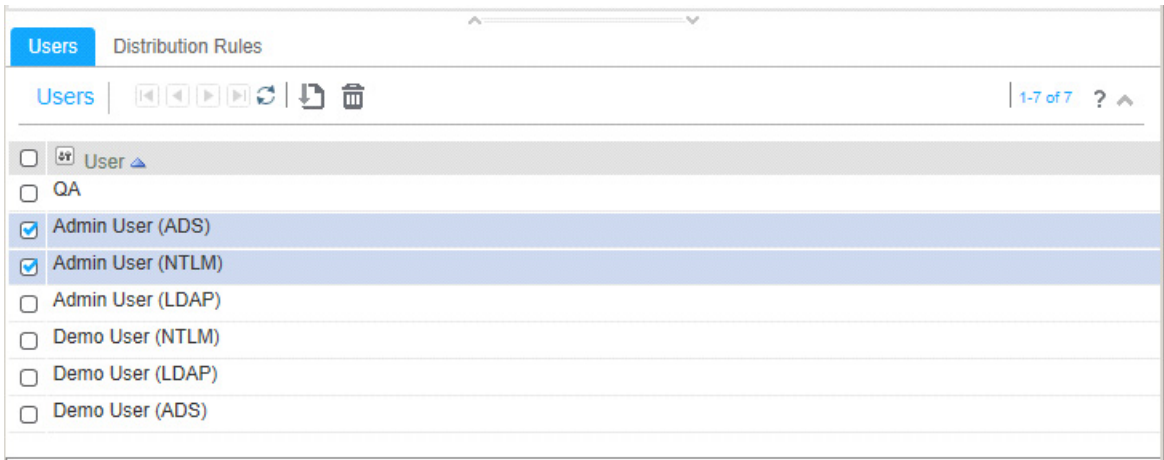 Users Distribution Rules
Users 1-7 of 7 ?
User
QA
Admin User (ADS)
Admin User (NTLM)
Admin User (LDAP)
Demo User (NTLM)
Demo User (LDAP)
Demo User (ADS)